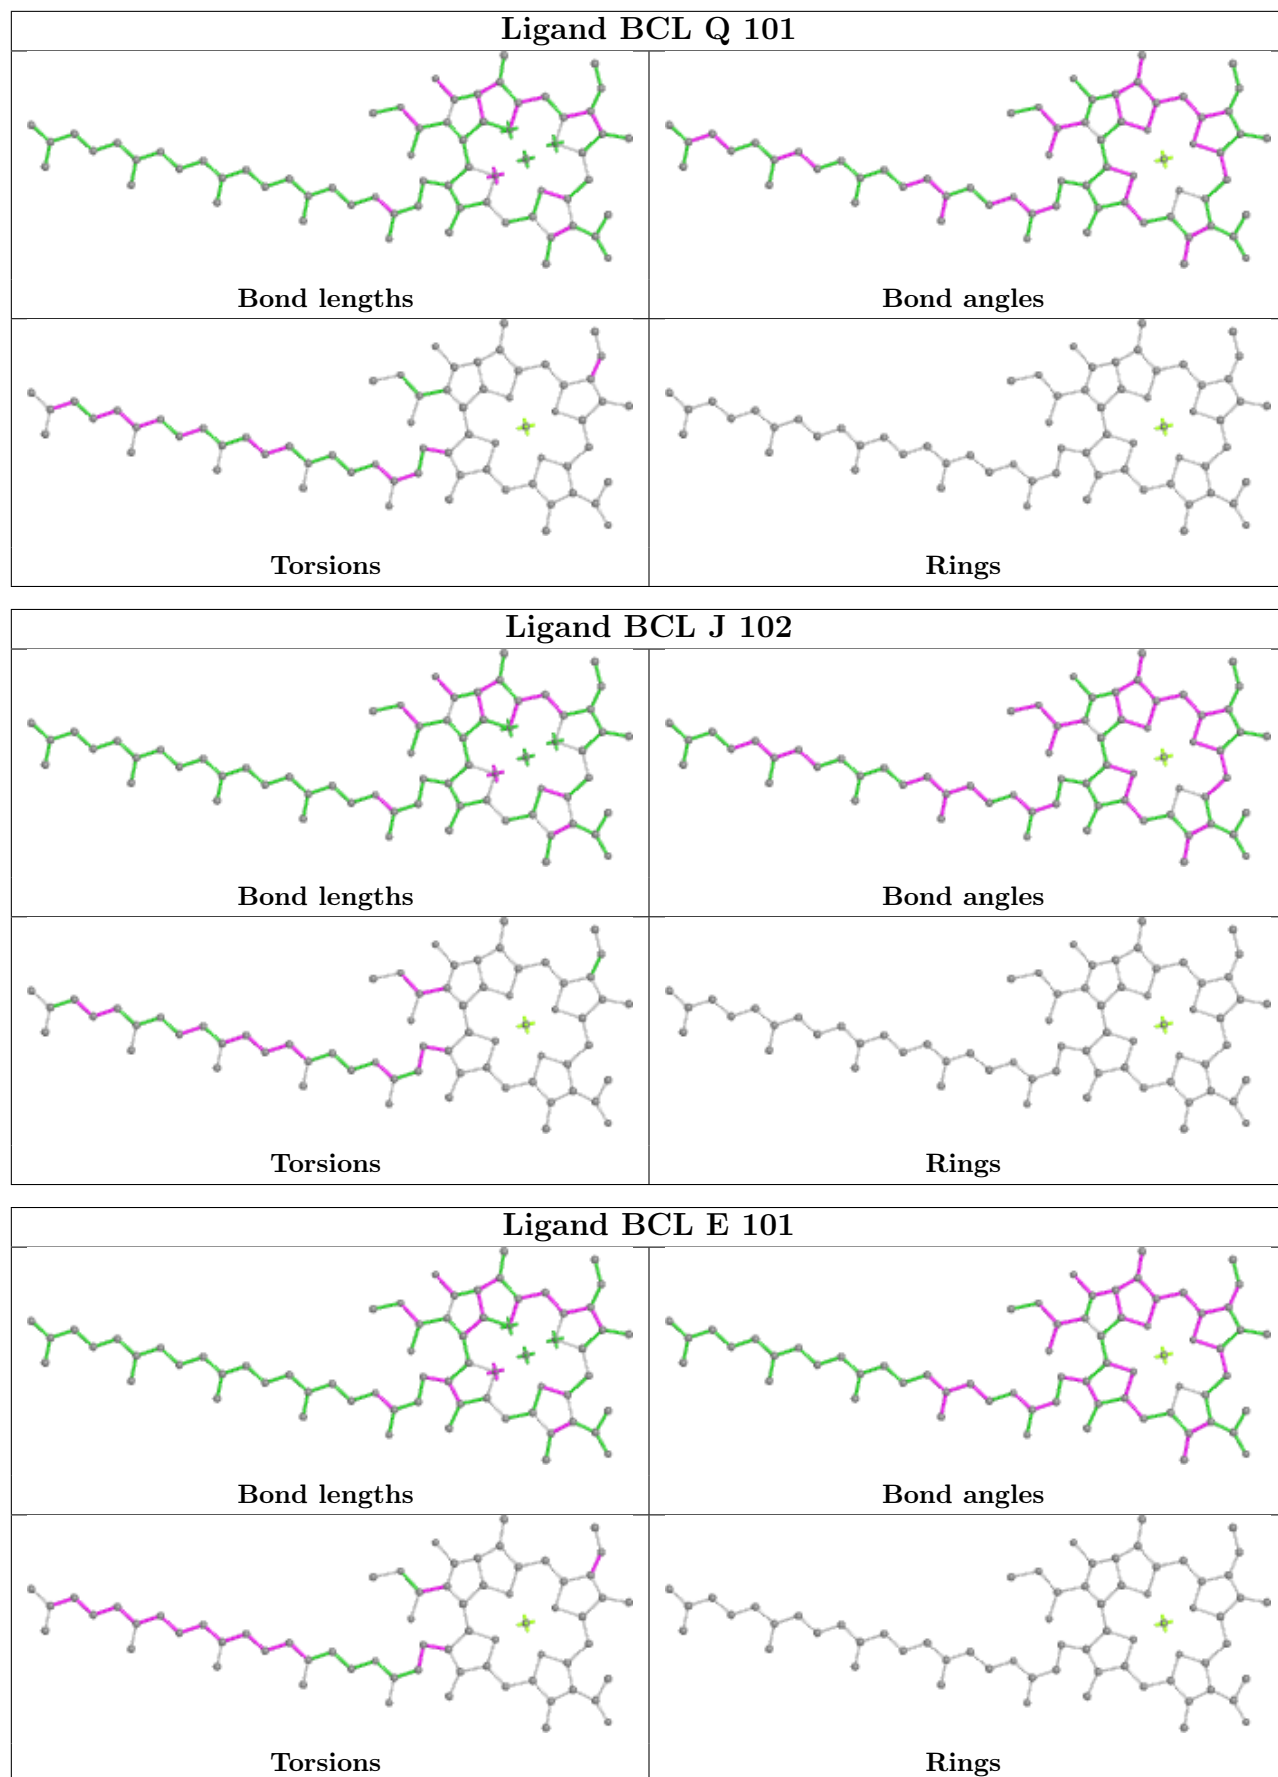 Ligand BCL Q 101
Bond lengths
Bond angles
Torsions
Rings
Ligand BCL J 102
Bond lengths
Bond angles
Torsions
Rings
Ligand BCL E 101
Bond lengths
Bond angles
Torsions
Rings